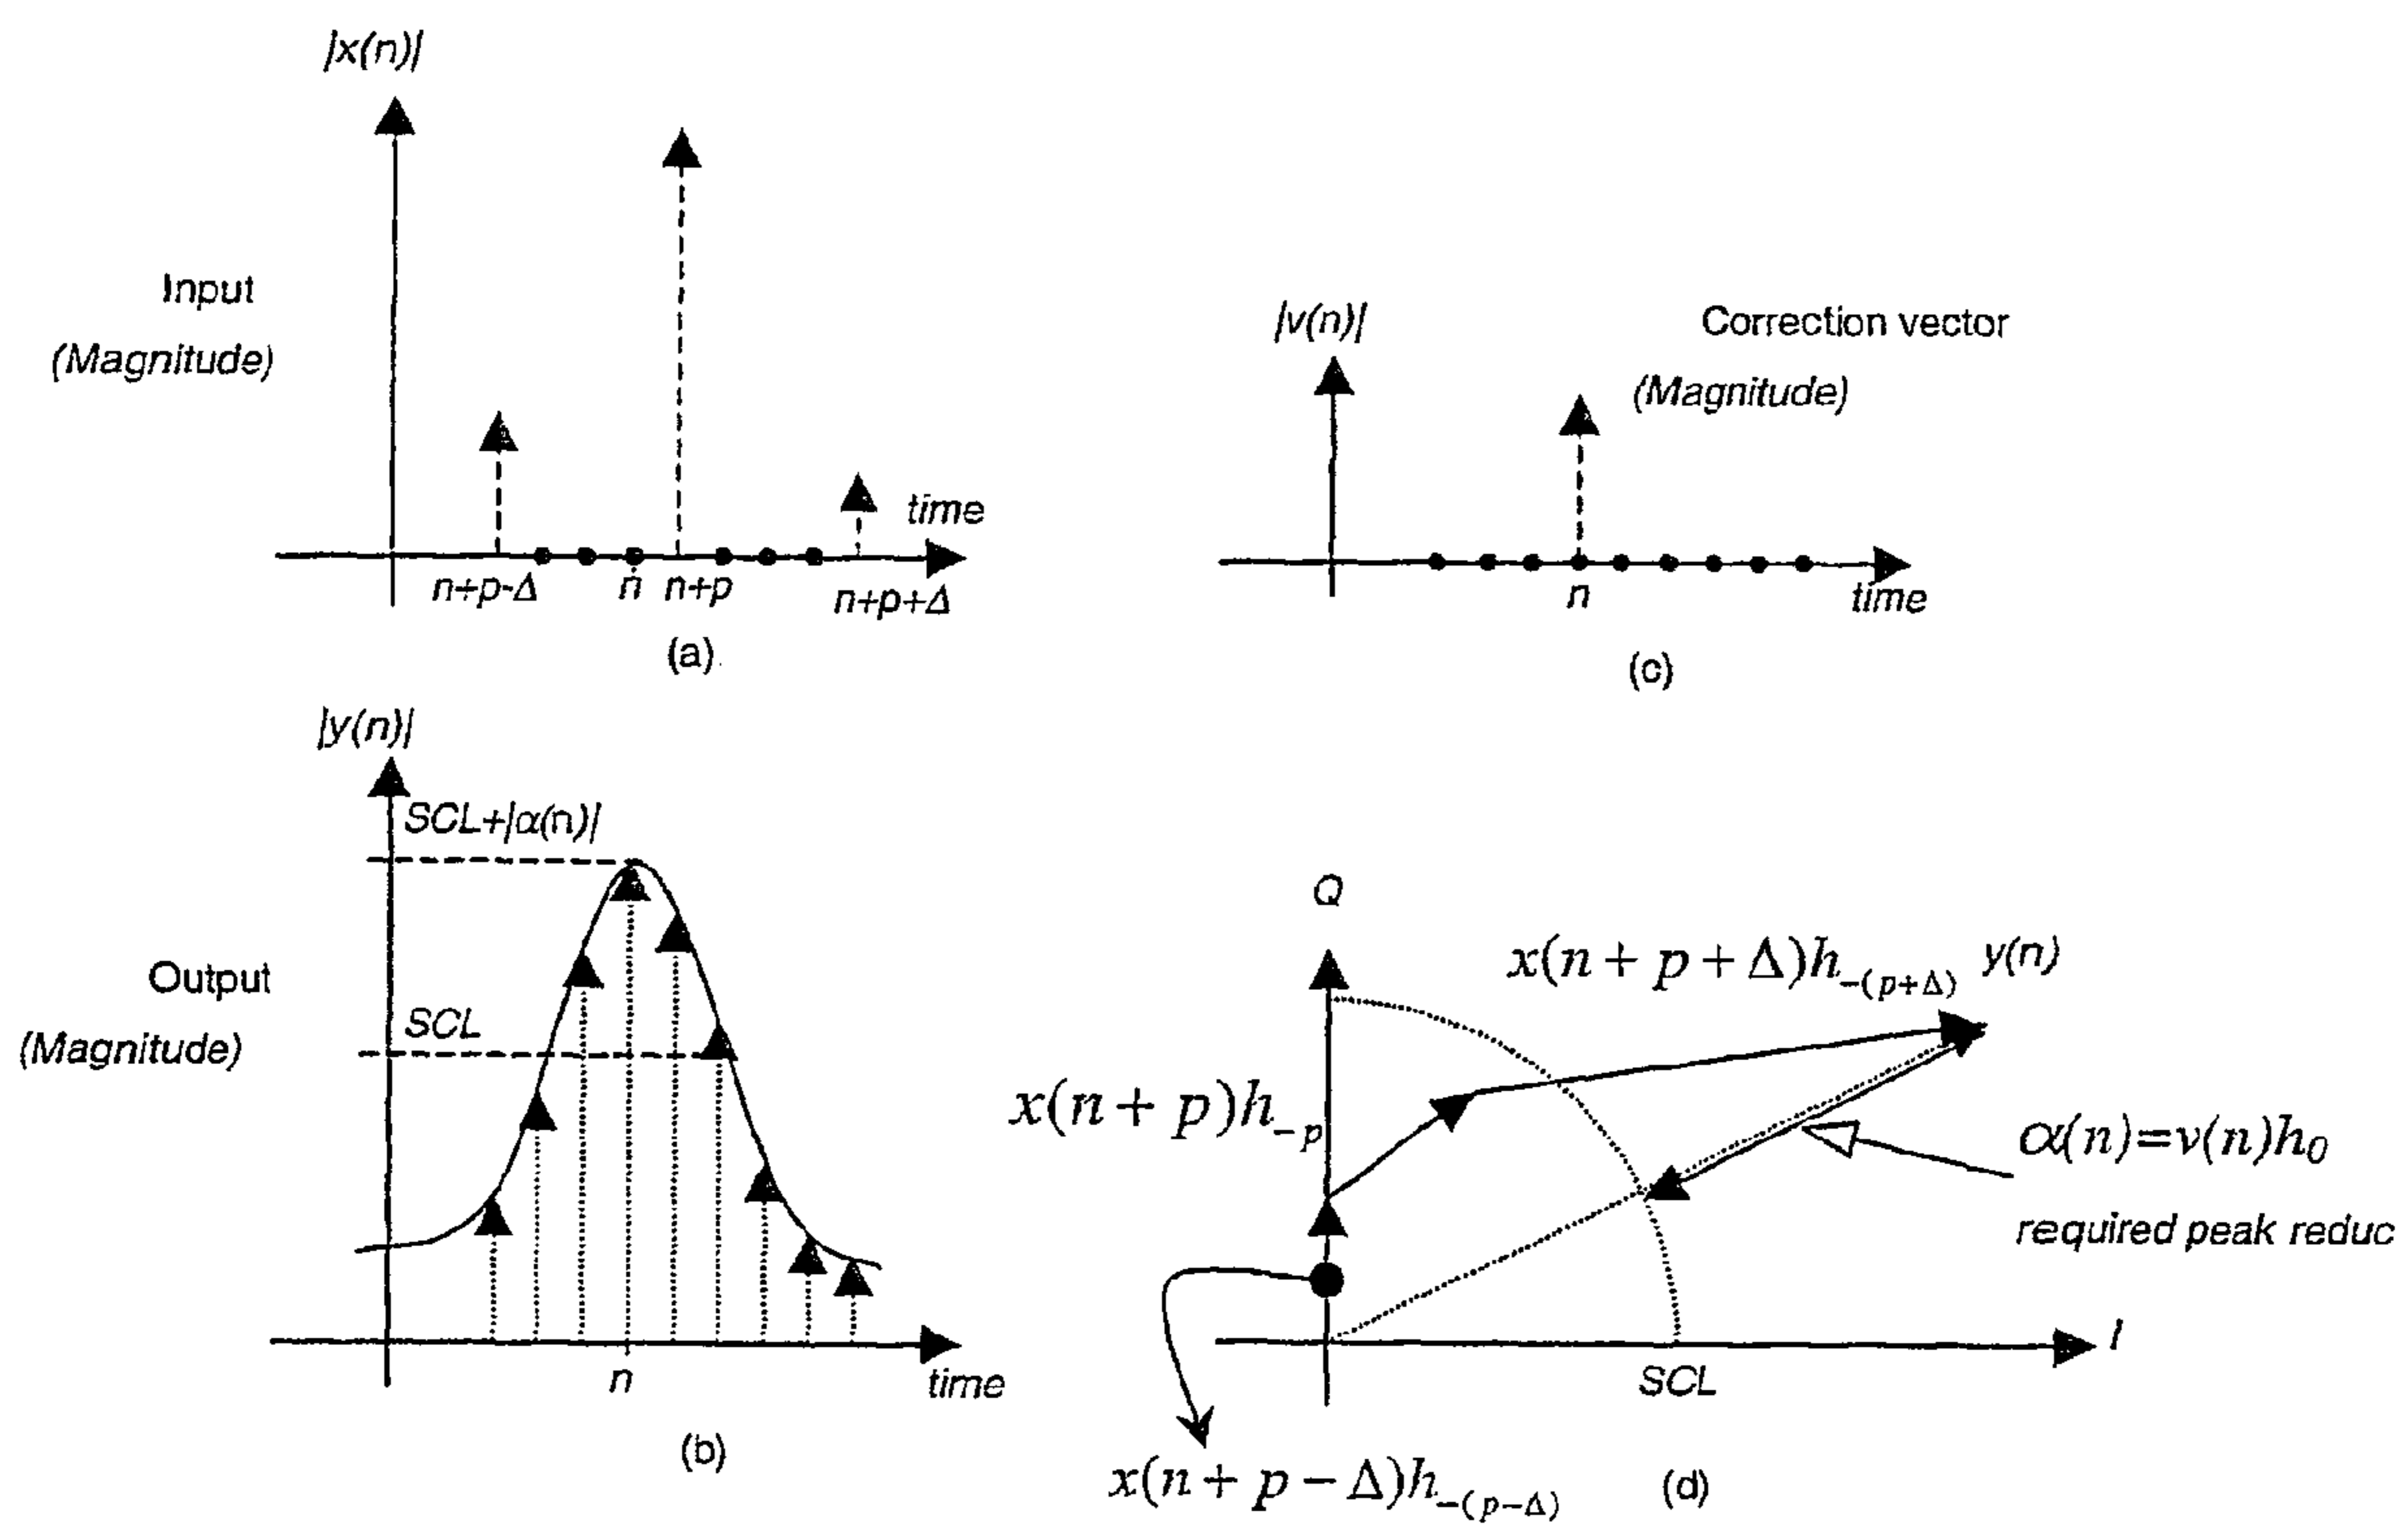 |x(n)|
Input
(Magnitude)
time
n+p-Δ
n
n+p
n+p+Δ
(a)
|v(n)|
Correction vector
(Magnitude)
n
time
(c)
|y(n)|
SCL+|α(n)|
Output
(Magnitude)
SCL
n
time
(b)
Q
x(n + p + Δ)h_{-(p+Δ)}
y(n)
x(n + p)h_{-p}
α(n)=v(n)h_0
required peak reduc
I
SCL
x(n + p − Δ)h_{-(p-Δ)}
(d)